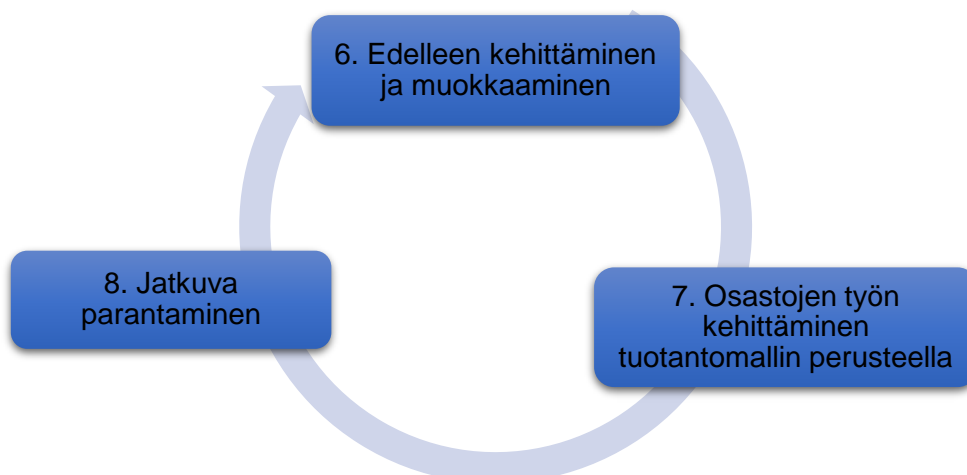 6. Edelleen kehittäminen
ja muokkaaminen
7. Osastojen työn
kehittäminen
tuotantomallin perusteella
8. Jatkuva
parantaminen